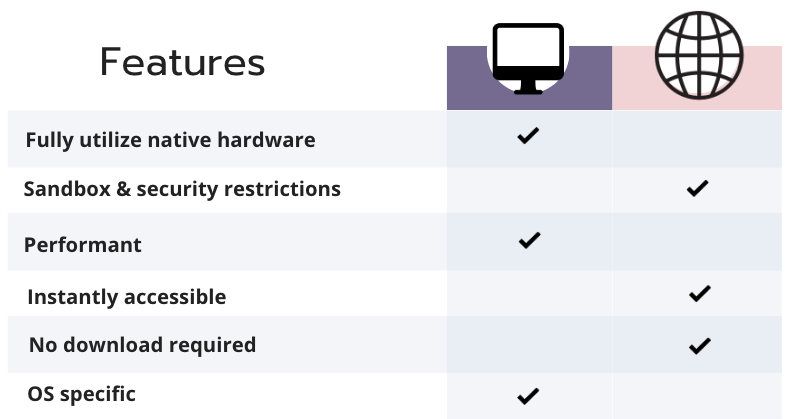 Features
Fully utilize native hardware
Sandbox & security restrictions
Performant
Instantly accessible
No download required
OS specific